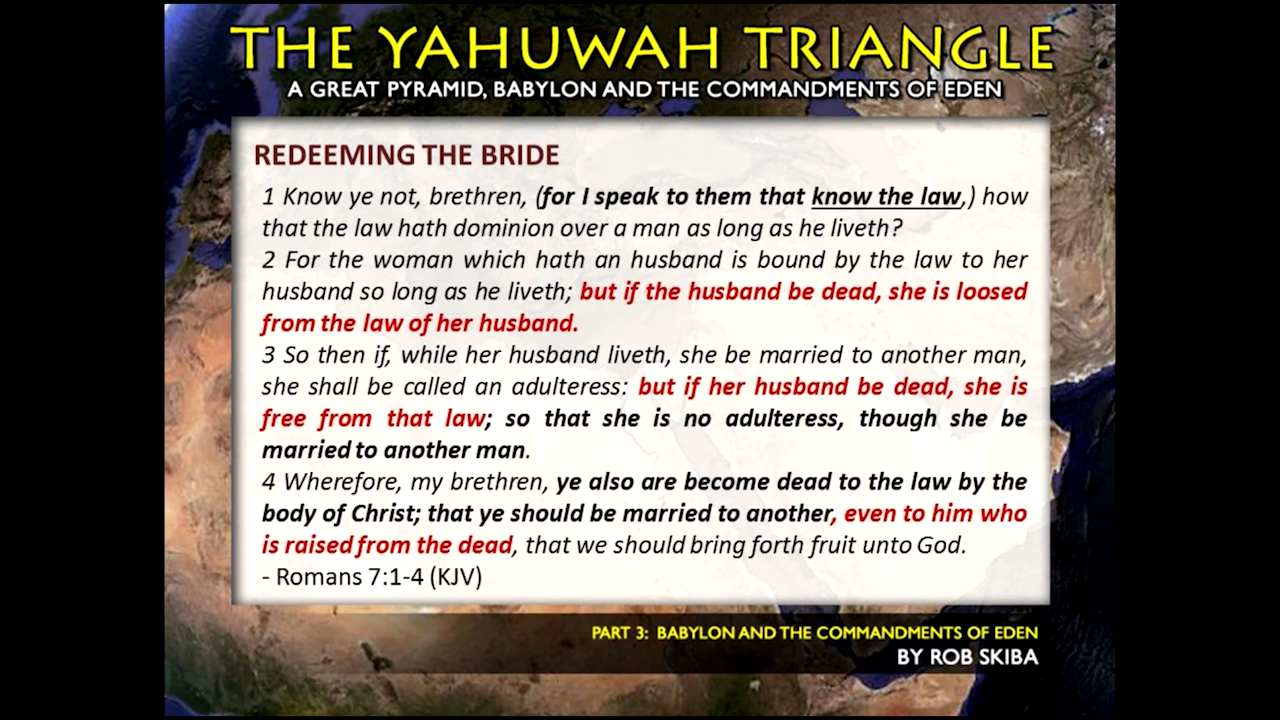 THE YAHUWAH TRIANGLE
A GREAT PYRAMID, BABYLON AND THE COMMANDMENTS OF EDEN
REDEEMING THE BRIDE
1 Know ye not, brethren, (for I speak to them that know the law,) how
that the law hath dominion over a man as long as he liveth?
2 For the woman which hath an husband is bound by the law to her
husband so long as he liveth; but if the husband be dead, she is loosed
from the law of her husband.
3 So then if, while her husband liveth, she be married to another man,
she shall be called an adulteress: but if her husband be dead, she is
free from that law; so that she is no adulteress, though she be
married to another man.
4 Wherefore, my brethren, ye also are become dead to the law by the
body of Christ; that ye should be married to another, even to him who
is raised from the dead, that we should bring forth fruit unto God.
- Romans 7:1-4 (KJV)
PART 3: BABYLON AND THE COMMANDMENTS OF EDEN
BY ROB SKIBA